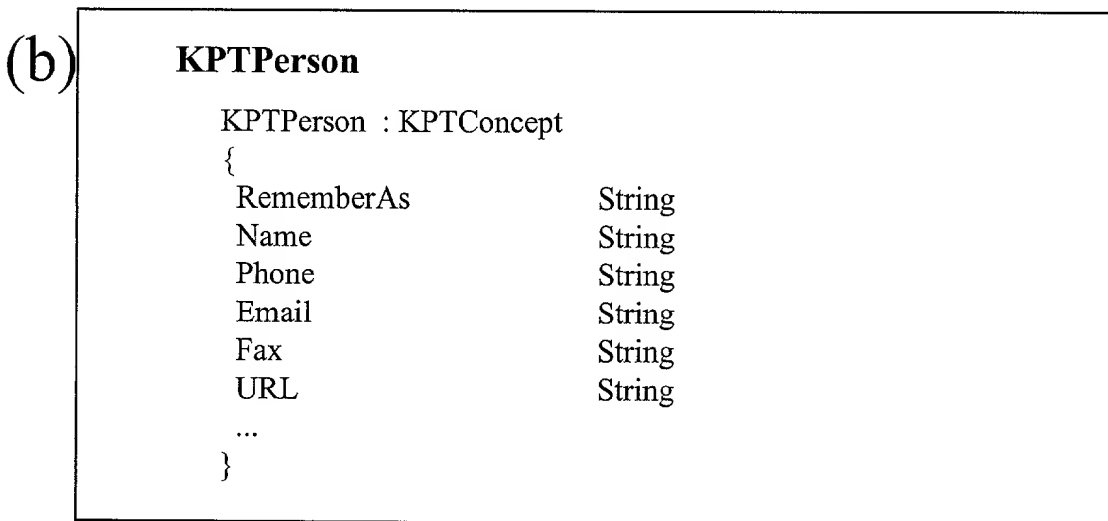 (b)
KPTPerson
KPTPerson : KPTConcept
{
RememberAs String
Name String
Phone String
Email String
Fax String
URL String
...
}